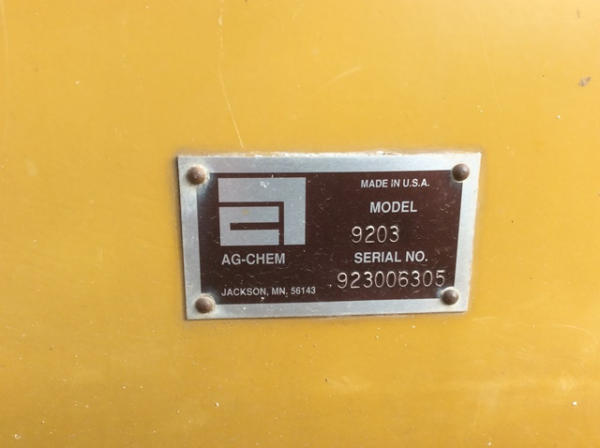 MADE IN U.S.A.
MODEL
9203
AG-CHEM
SERIAL NO.
JACKSON, MN, 56143
923006305